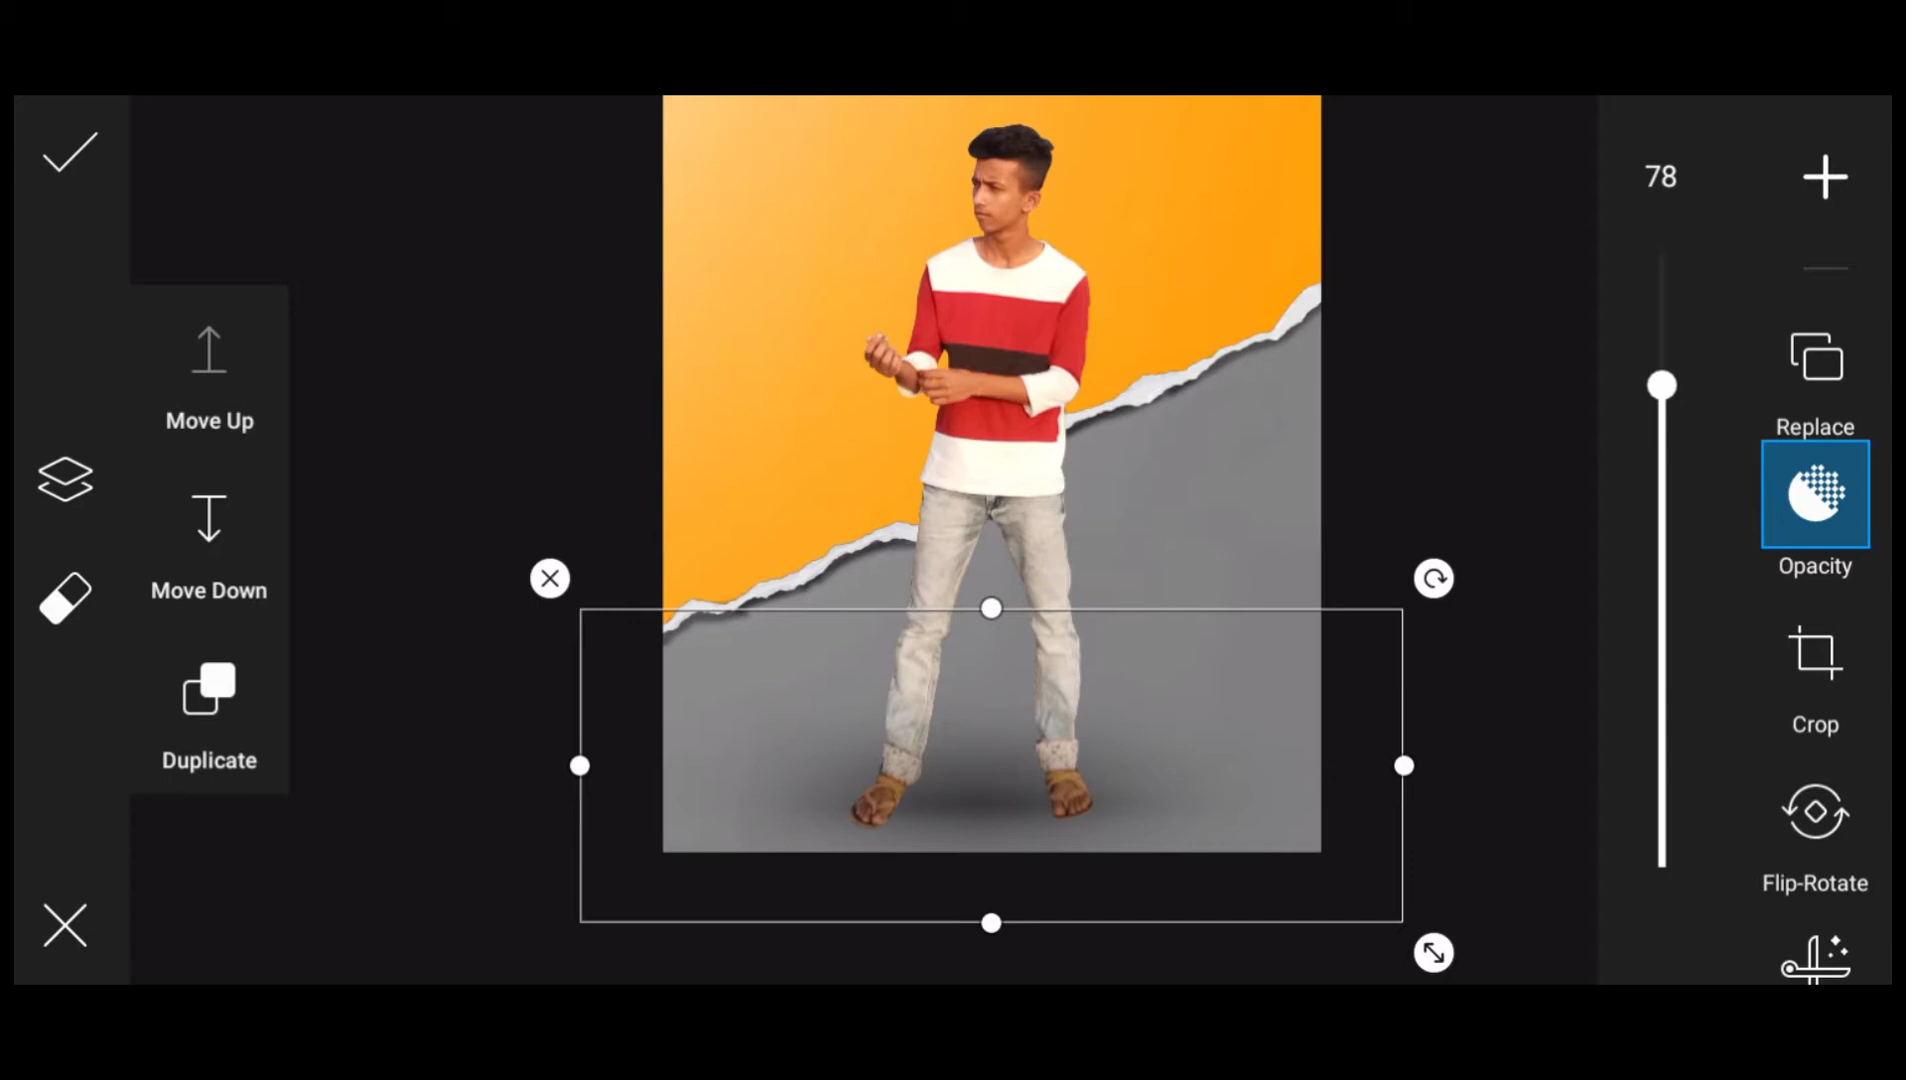 78
Move Up
Replace
Opacity
Move Down
Crop
Duplicate
Flip-Rotate